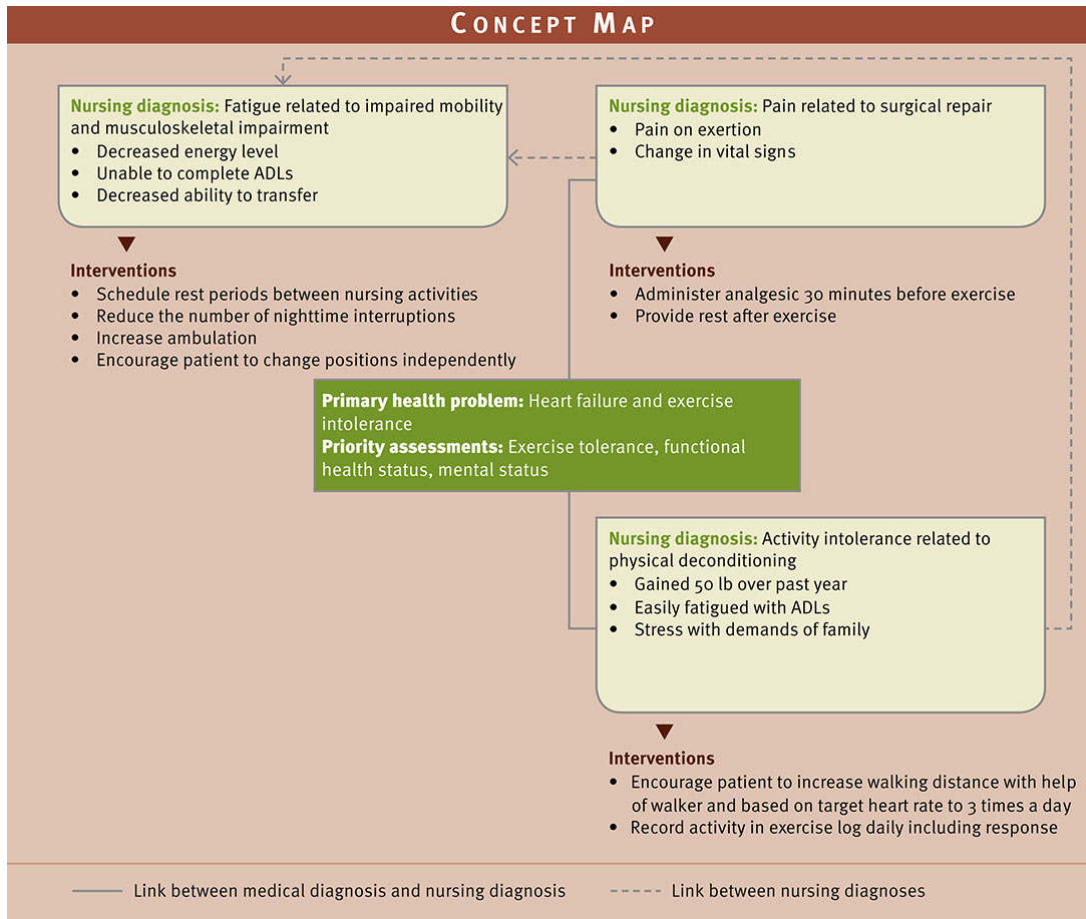 CONCEPT MAP
Nursing diagnosis: Fatigue related to impaired mobility
and musculoskeletal impairment
• Decreased energy level
• Unable to complete ADLs
• Decreased ability to transfer
Interventions
• Schedule rest periods between nursing activities
• Reduce the number of nighttime interruptions
• Increase ambulation
• Encourage patient to change positions independently
Nursing diagnosis: Pain related to surgical repair
• Pain on exertion
• Change in vital signs
Interventions
• Administer analgesic 30 minutes before exercise
• Provide rest after exercise
Primary health problem: Heart failure and exercise
intolerance
Priority assessments: Exercise tolerance, functional
health status, mental status
Nursing diagnosis: Activity intolerance related to
physical deconditioning
• Gained 50 lb over past year
• Easily fatigued with ADLs
• Stress with demands of family
Interventions
• Encourage patient to increase walking distance with help
of walker and based on target heart rate to 3 times a day
• Record activity in exercise log daily including response
Link between medical diagnosis and nursing diagnosis
Link between nursing diagnoses